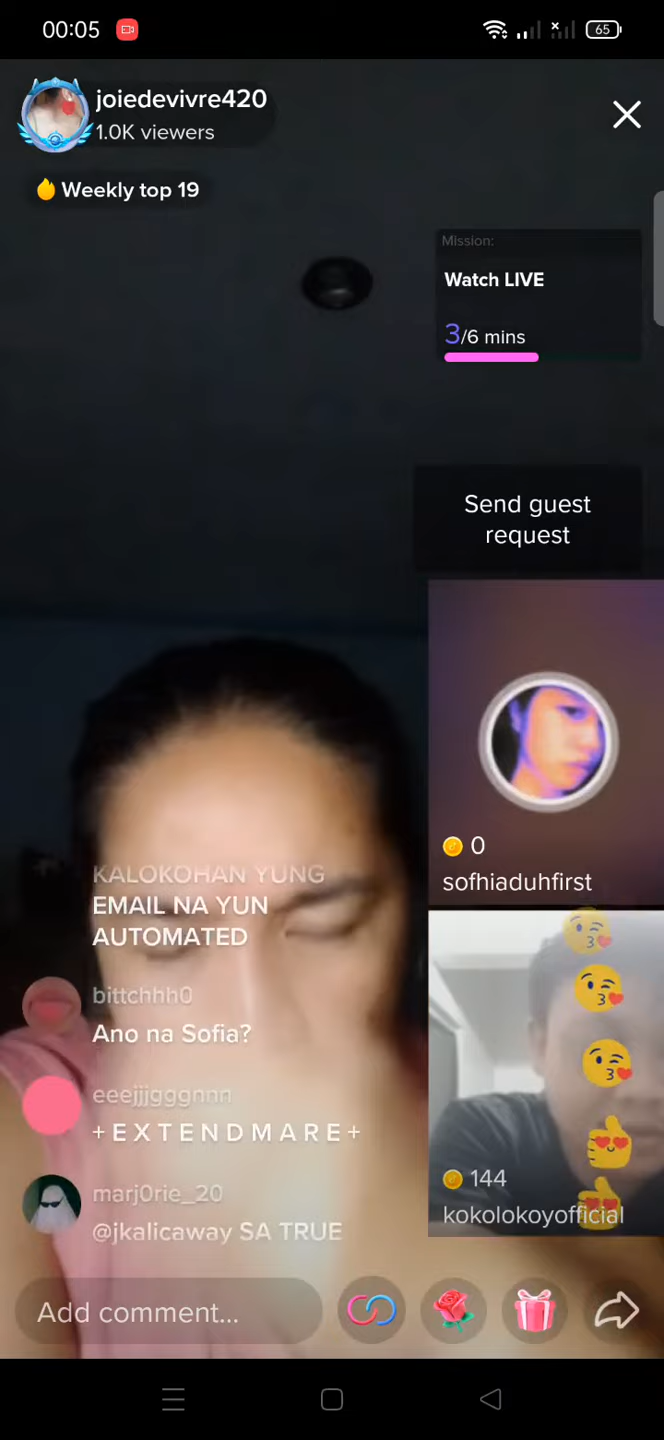 00:05
65
joiedevivre420
1.0K viewers
Weekly top 19
Mission:
Watch LIVE
3/6 mins
Send guest
request
0
sofhiaduhfirst
KALOKOHAN YUNG
EMAIL NA YUN
AUTOMATED
bittchhh0
Ano na Sofia?
eeejjjgggnnn
+ E X T E N D M A R E +
marj0rie_20
@jkalicaway SA TRUE
144
kokolokoyofficial
Add comment...